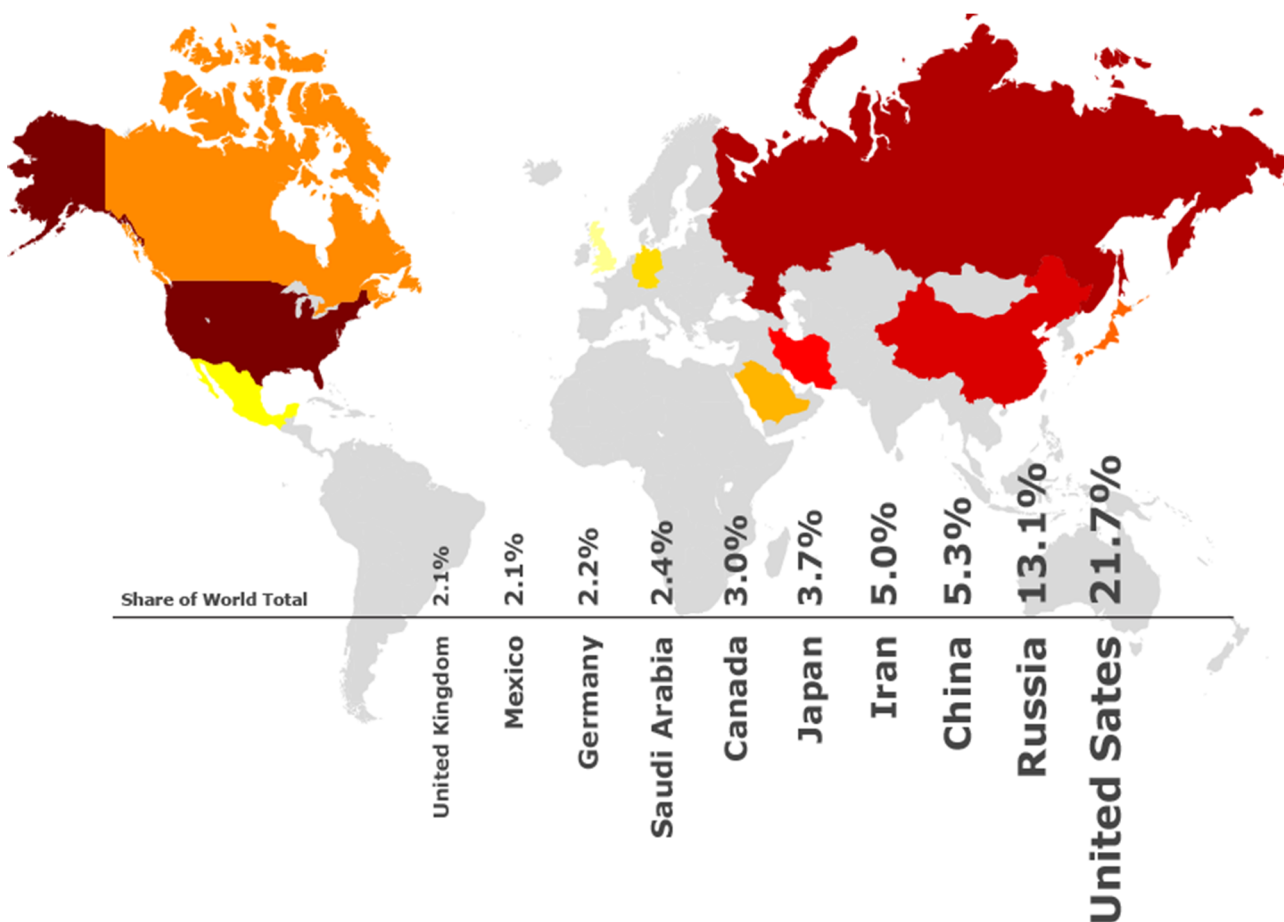 Share of World Total
2.1%
2.1%
2.2%
2.4%
3.0%
3.7%
5.0%
5.3%
13.1%
21.7%
United Kingdom
Mexico
Germany
Saudi Arabia
Canada
Japan
Iran
China
Russia
United Sates